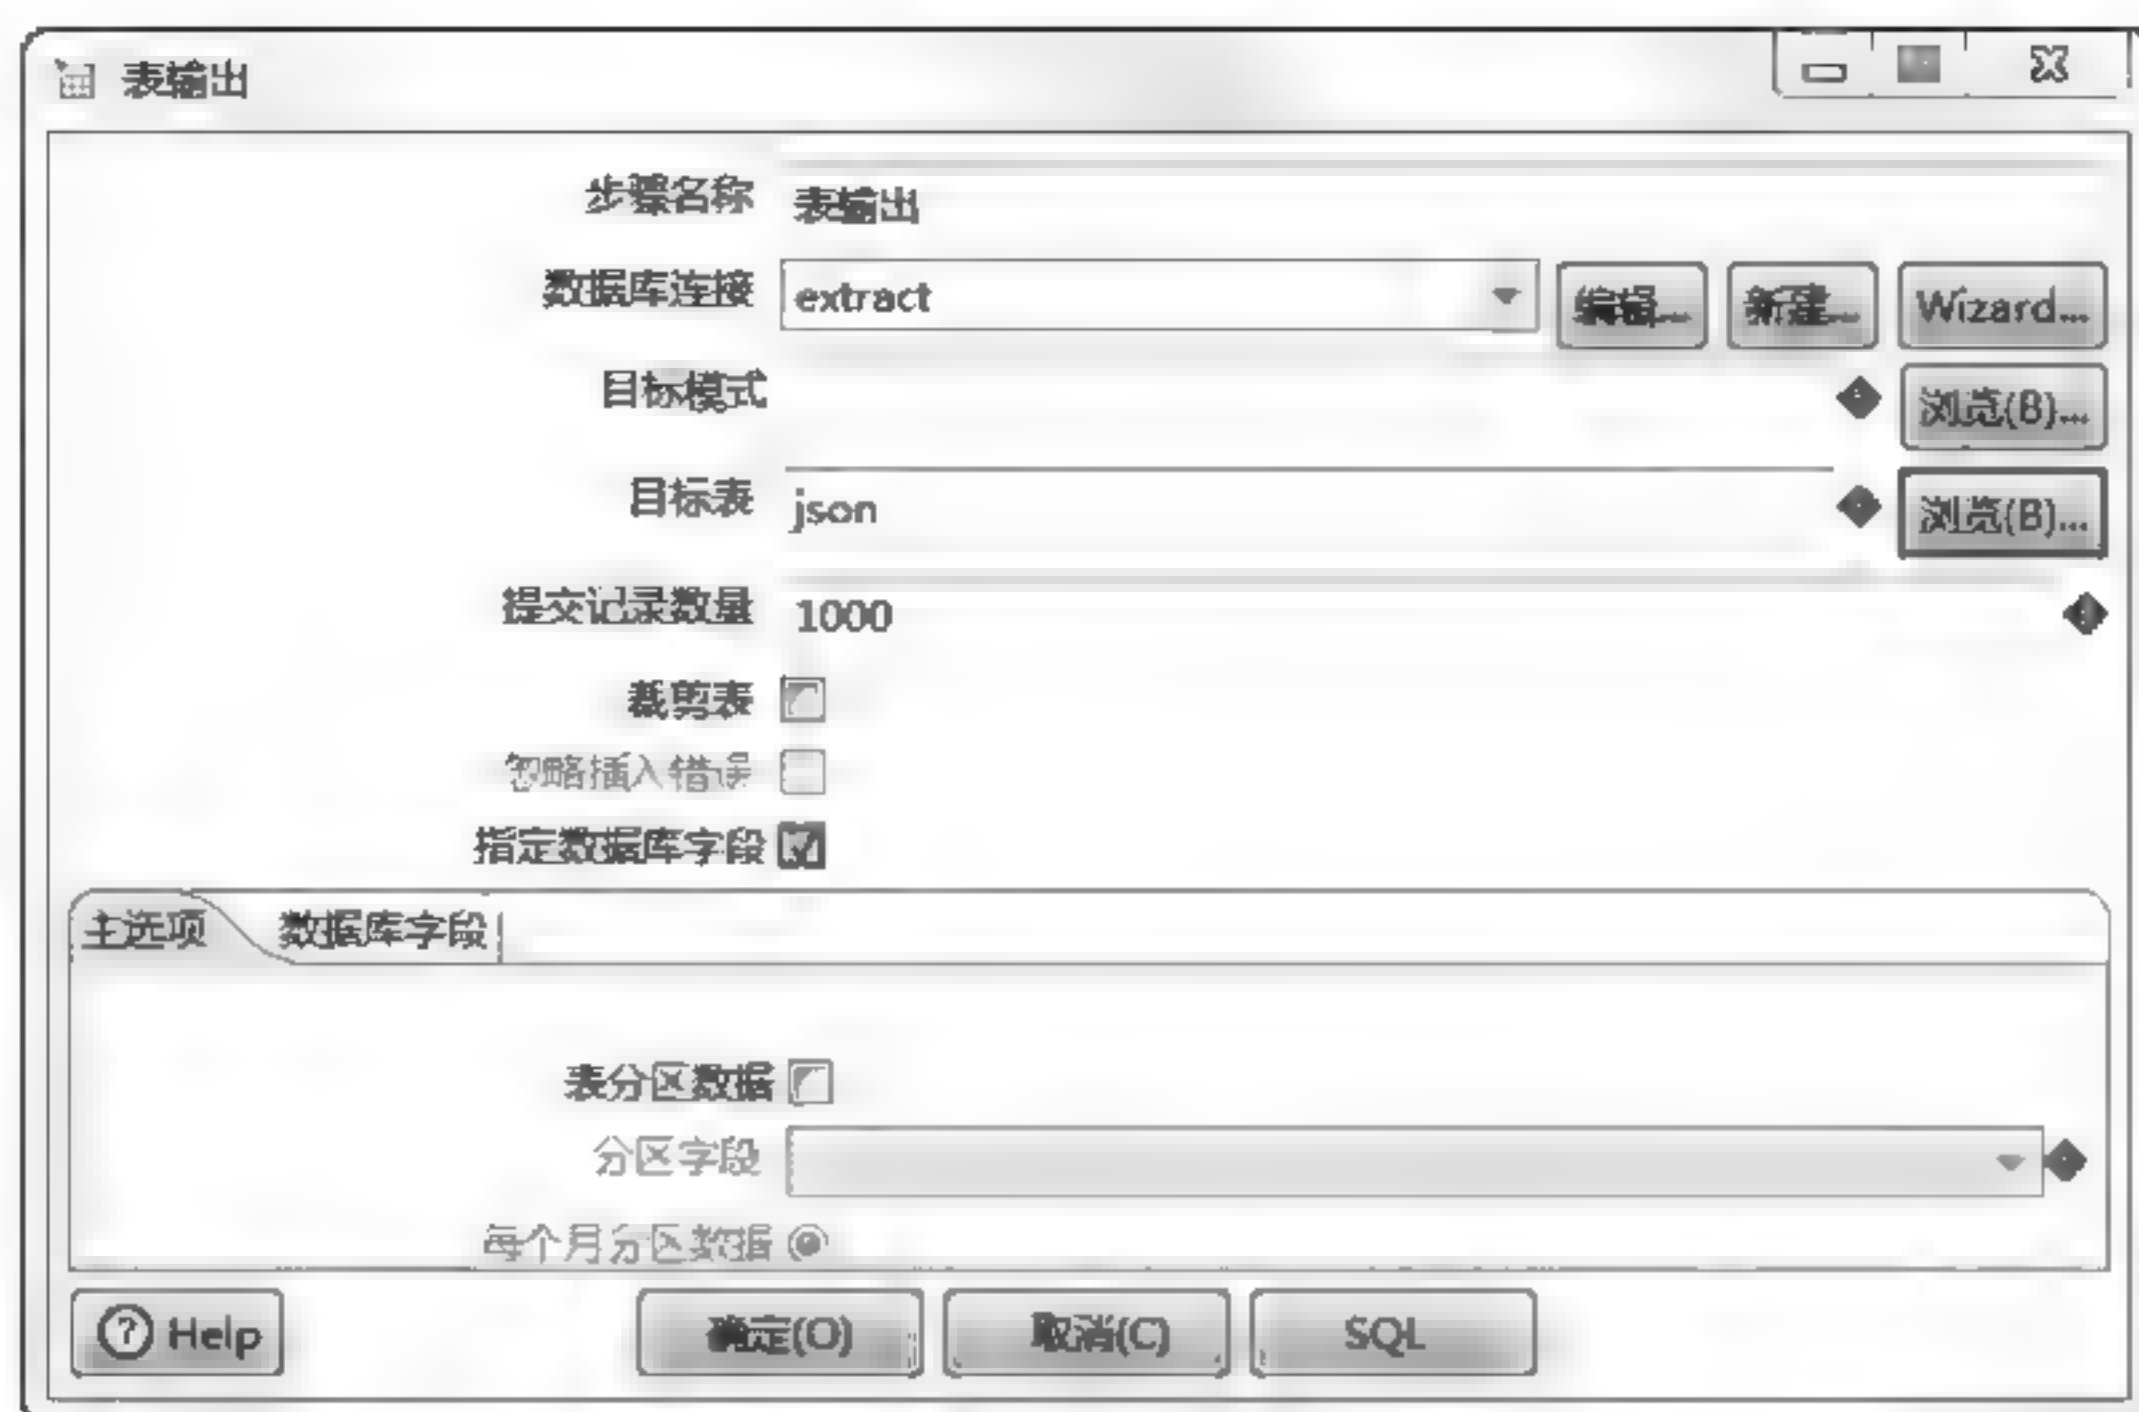 表输出
步骤名称 表输出
数据库连接 extract 编辑... 新建... Wizard...
目标模式 浏览(B)...
目标表 json 浏览(B)...
提交记录数量 1000
裁剪表
忽略插入错误
指定数据库字段
主选项 数据库字段
表分区数据
分区字段
每个月分区数据
Help 确定(O) 取消(C) SQL